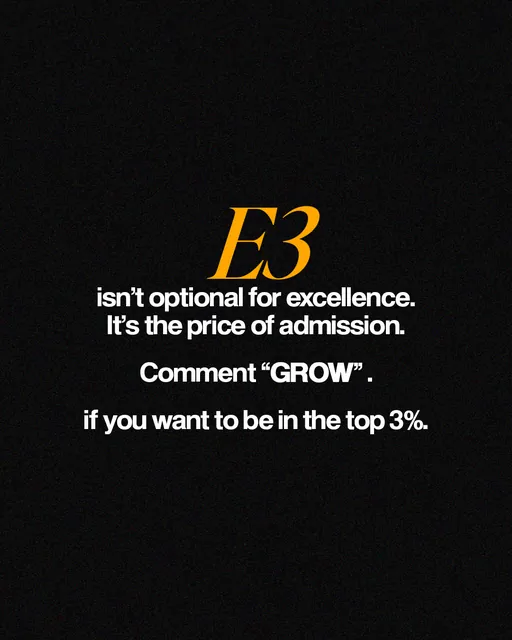 E3
isn’t optional for excellence.
It’s the price of admission.
Comment “GROW” .
if you want to be in the top 3%.